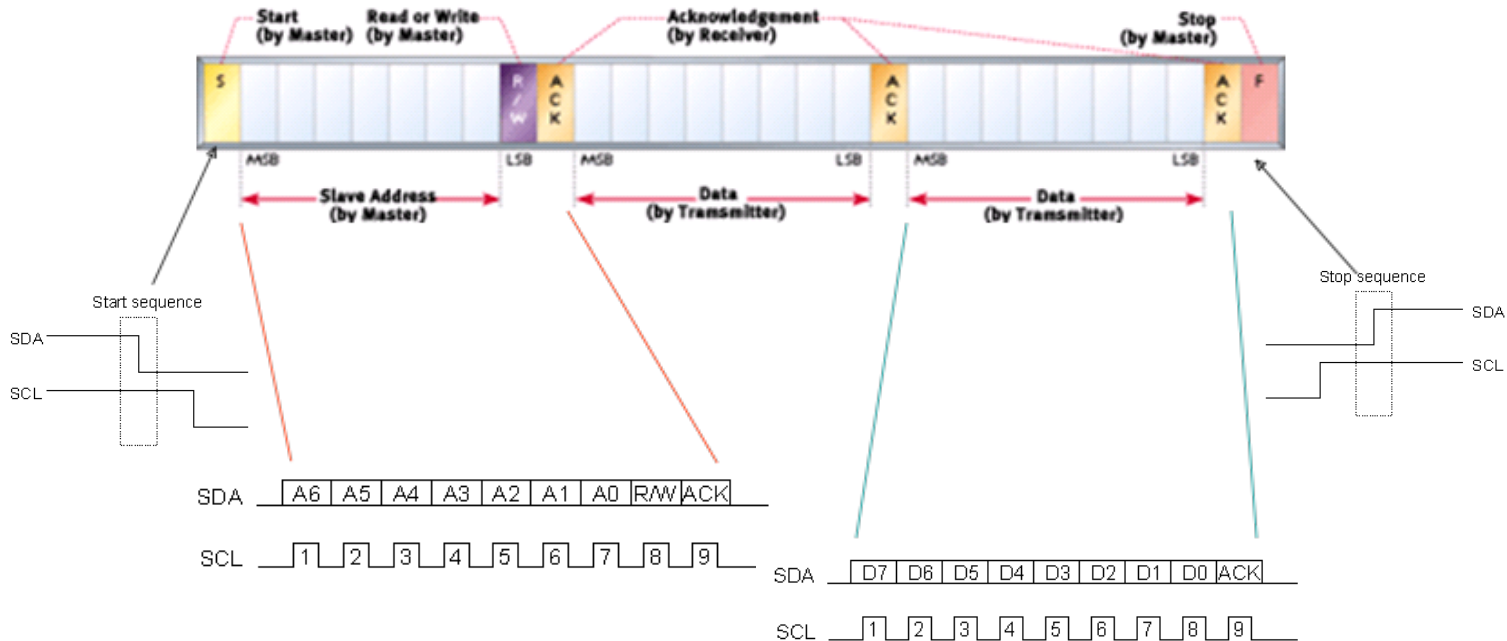 Start
(by Master)
Read or Write
(by Master)
Acknowledgement
(by Receiver)
Stop
(by Master)
S
R/W
ACK
ACK
ACK
F
MSB
LSB
MSB
LSB
MSB
LSB
Slave Address
(by Master)
Data
(by Transmitter)
Data
(by Transmitter)
Start sequence
SDA
SCL
Stop sequence
SDA
SCL
SDA A6 A5 A4 A3 A2 A1 A0 R/W ACK
SCL 1 2 3 4 5 6 7 8 9
SDA D7 D6 D5 D4 D3 D2 D1 D0 ACK
SCL 1 2 3 4 5 6 7 8 9